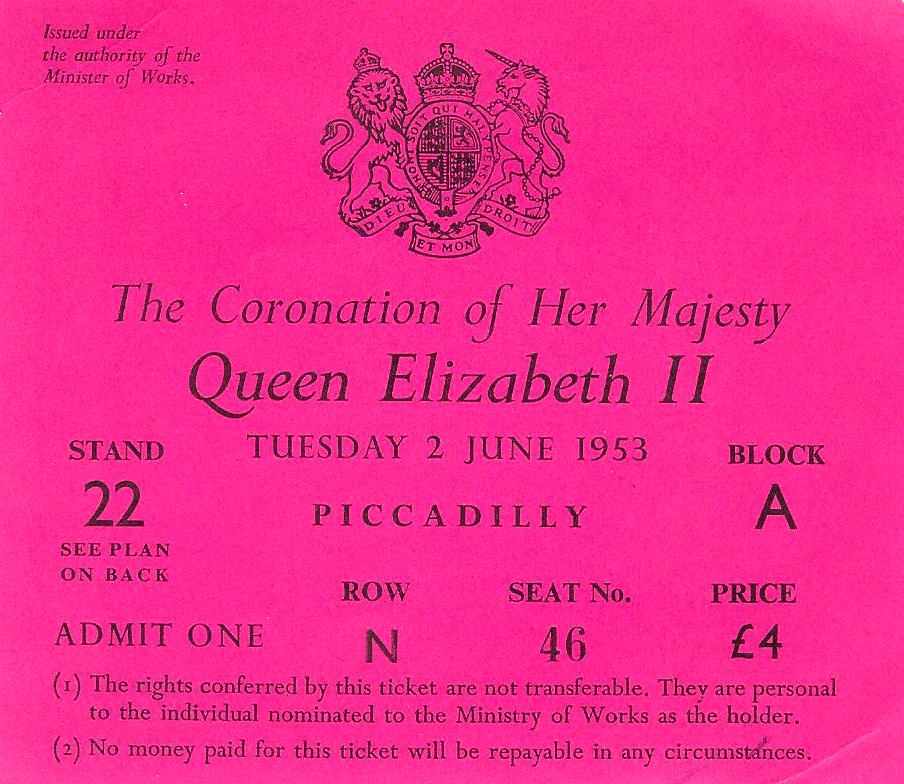 Issued under
the authority of the
Minister of Works.
SOIT QUI MAL
HONI
PENSE
DIEU
DROIT
ET MON
The Coronation of Her Majesty
Queen Elizabeth II
TUESDAY 2 JUNE 1953
STAND
22
SEE PLAN
ON BACK
PICCADILLY
BLOCK
A
ADMIT ONE
ROW
N
SEAT No.
46
PRICE
£4
(1) The rights conferred by this ticket are not transferable. They are personal
to the individual nominated to the Ministry of Works as the holder.
(2) No money paid for this ticket will be repayable in any circumstances.